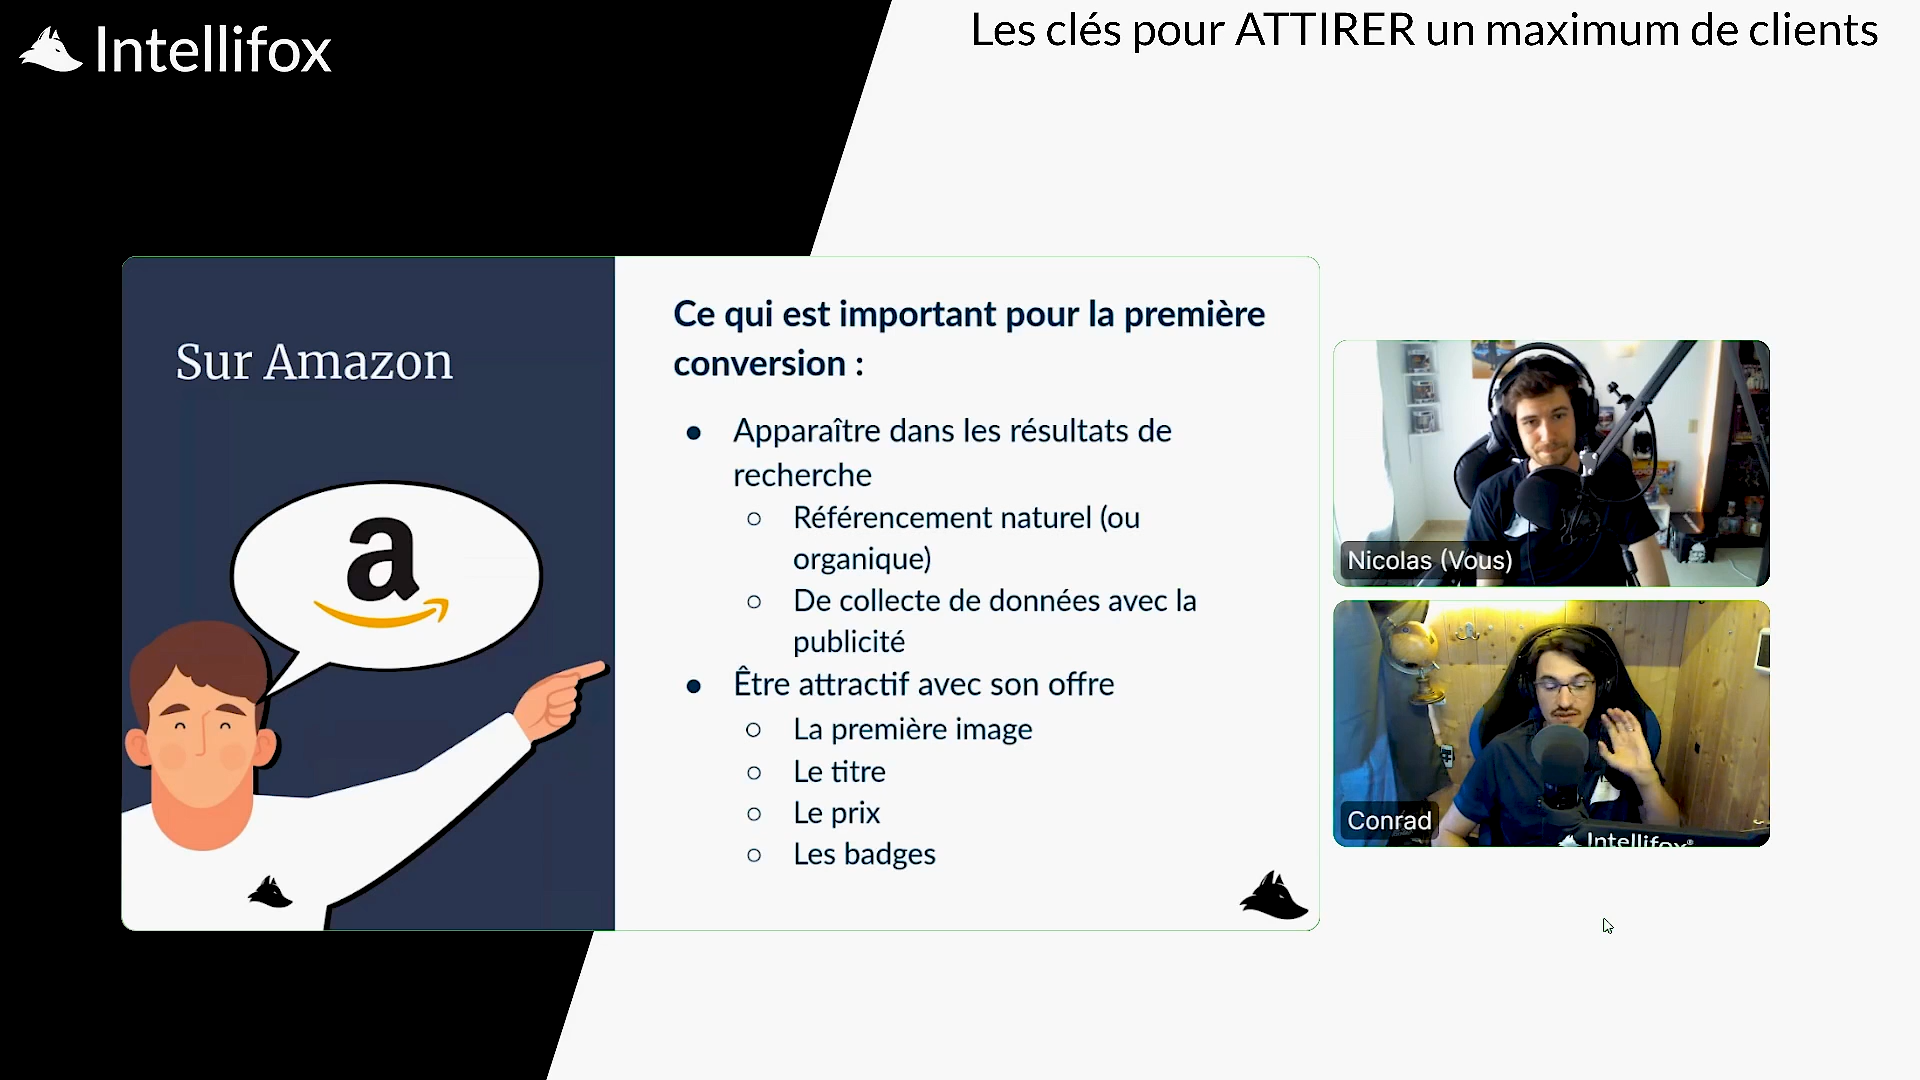 Intellifox
Les clés pour ATTIRER un maximum de clients
Sur Amazon
a
Ce qui est important pour la première
conversion :
● Apparaître dans les résultats de
recherche
○ Référencement naturel (ou
organique)
○ De collecte de données avec la
publicité
● Être attractif avec son offre
○ La première image
○ Le titre
○ Le prix
○ Les badges
Nicolas (Vous)
Conrad
Intellifox®